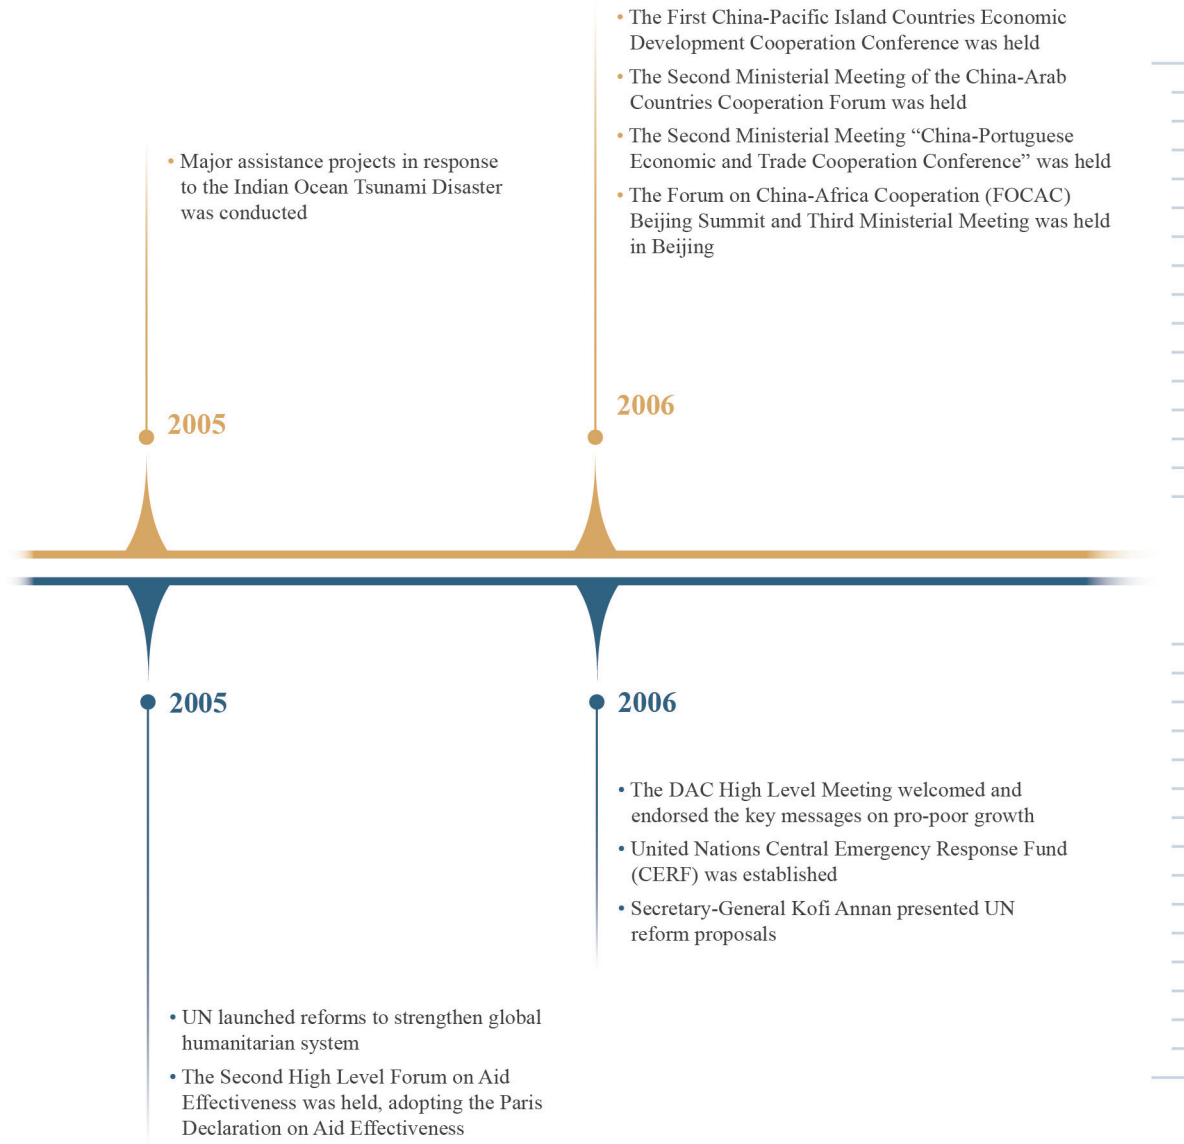 • The First China-Pacific Island Countries Economic
Development Cooperation Conference was held
• The Second Ministerial Meeting of the China-Arab
Countries Cooperation Forum was held
• The Second Ministerial Meeting “China-Portuguese
Economic and Trade Cooperation Conference” was held
• The Forum on China-Africa Cooperation (FOCAC)
Beijing Summit and Third Ministerial Meeting was held
in Beijing
• Major assistance projects in response
to the Indian Ocean Tsunami Disaster
was conducted
2005
2006
2005
2006
• The DAC High Level Meeting welcomed and
endorsed the key messages on pro-poor growth
• United Nations Central Emergency Response Fund
(CERF) was established
• Secretary-General Kofi Annan presented UN
reform proposals
• UN launched reforms to strengthen global
humanitarian system
• The Second High Level Forum on Aid
Effectiveness was held, adopting the Paris
Declaration on Aid Effectiveness